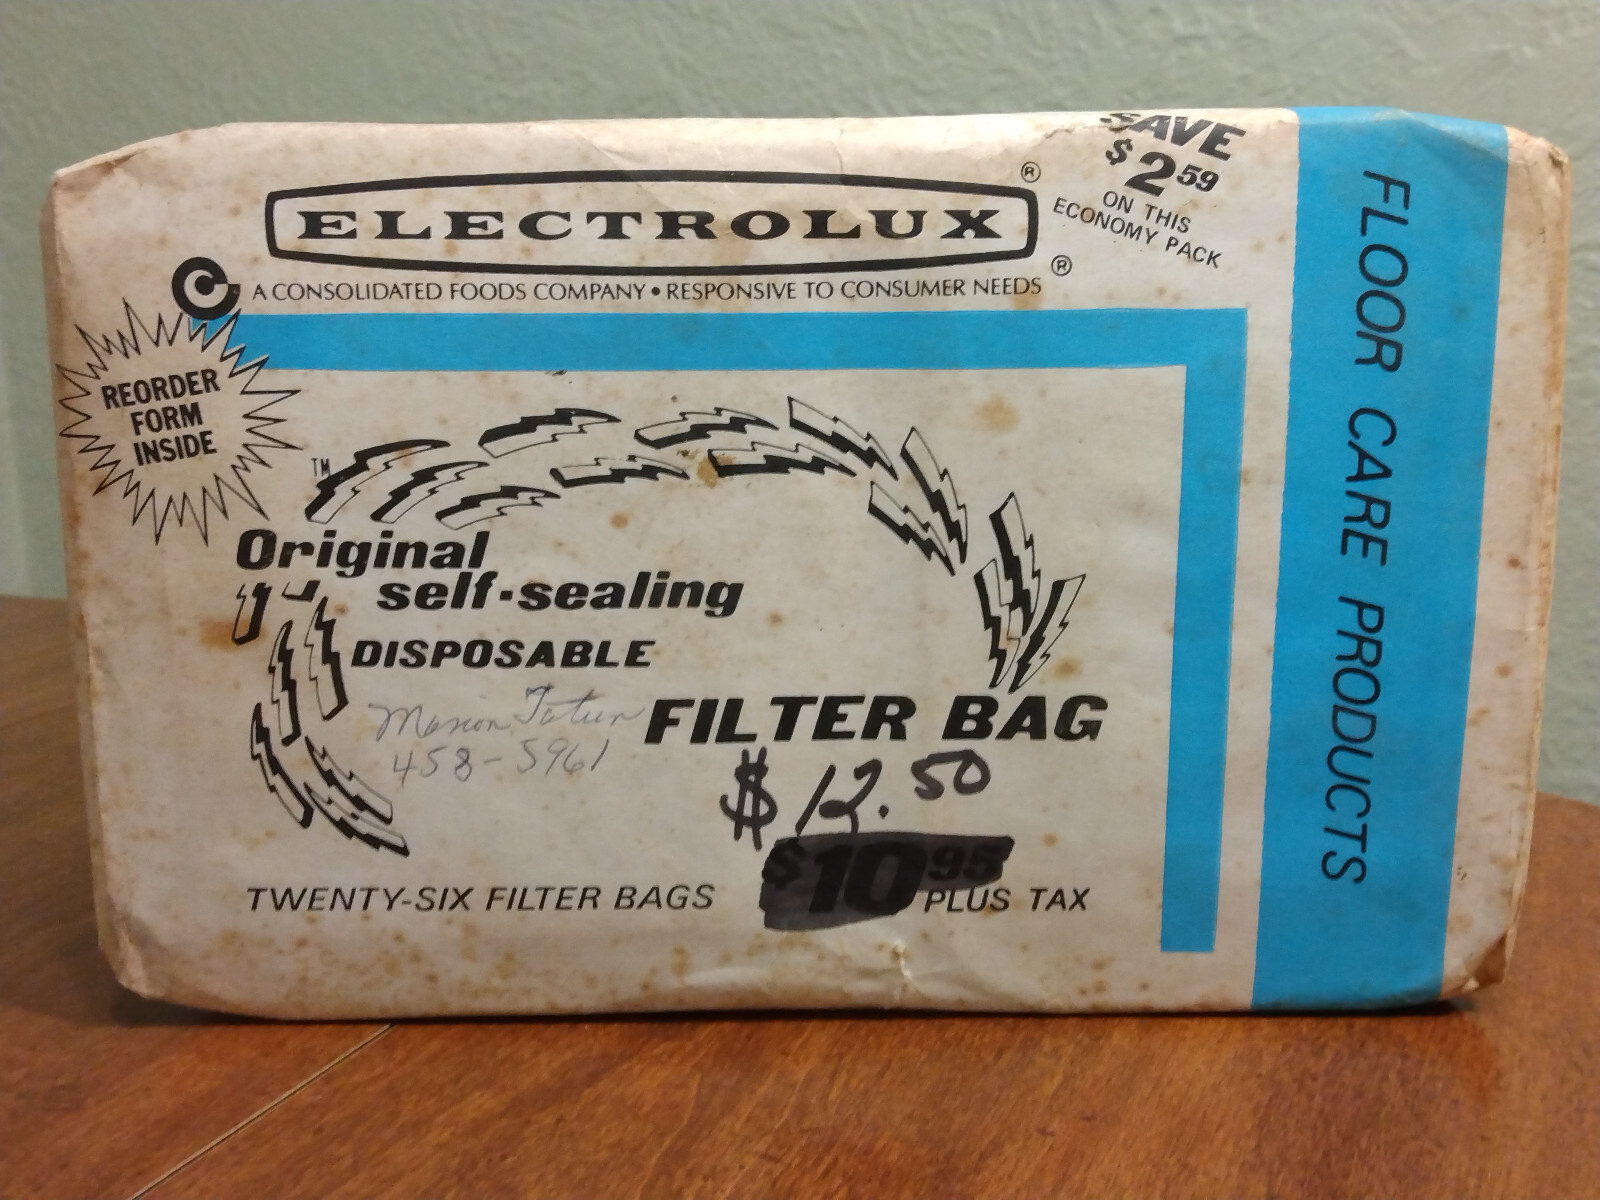 SAVE
$2.59
ON THIS
ECONOMY PACK
ELECTROLUX ®
A CONSOLIDATED FOODS COMPANY • RESPONSIVE TO CONSUMER NEEDS ®
REORDER
FORM
INSIDE
TM
Original
self-sealing
DISPOSABLE
FILTER BAG
Marion
458-5961
$12.50
$10.95
TWENTY-SIX FILTER BAGS PLUS TAX
FLOOR CARE PRODUCTS